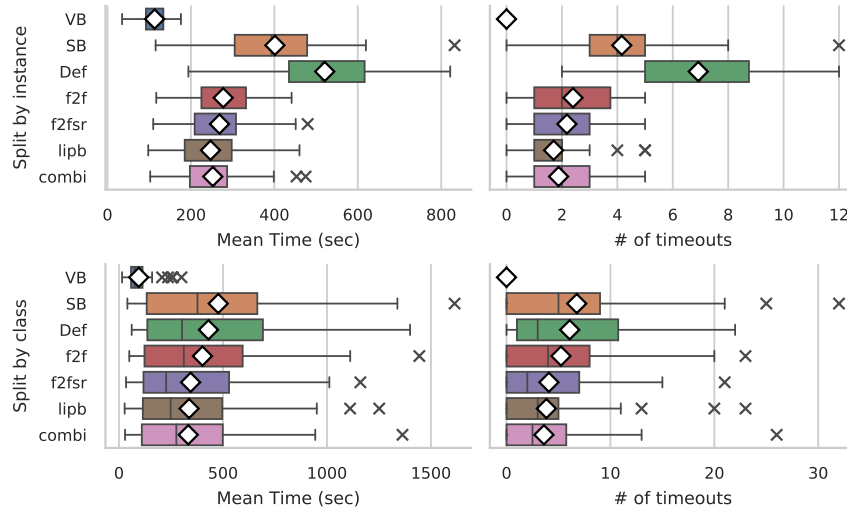 Split by instance
VB
SB
Def
f2f
f2fsr
lipb
combi
0 200 400 600 800
Mean Time (sec)
0 2 4 6 8 10 12
# of timeouts
Split by class
VB
SB
Def
f2f
f2fsr
lipb
combi
0 500 1000 1500
Mean Time (sec)
0 10 20 30
# of timeouts